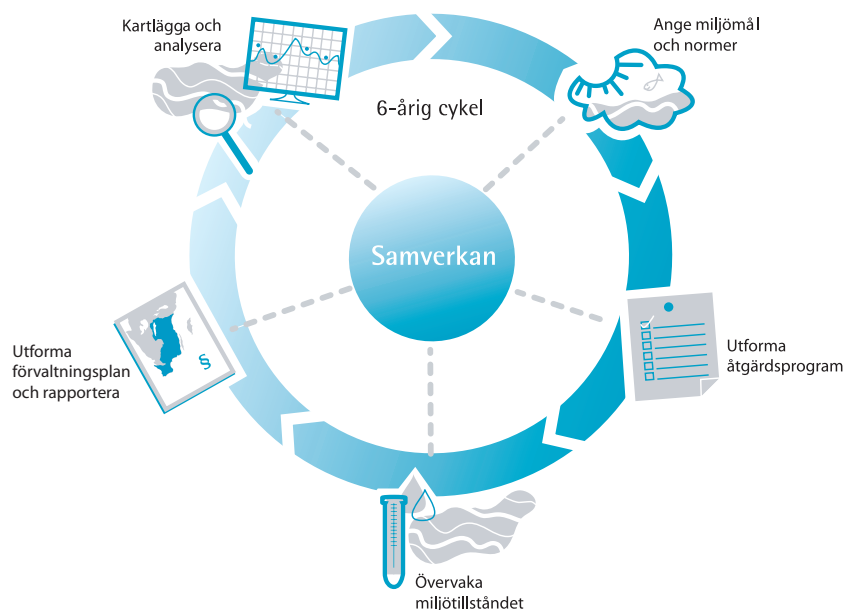 Kartlägga och
analysera
Ange miljömål
och normer
6-årig cykel
Samverkan
Utforma
åtgärdsprogram
Utforma
förvaltningsplan
och rapportera
§
Övervaka
miljötillståndet